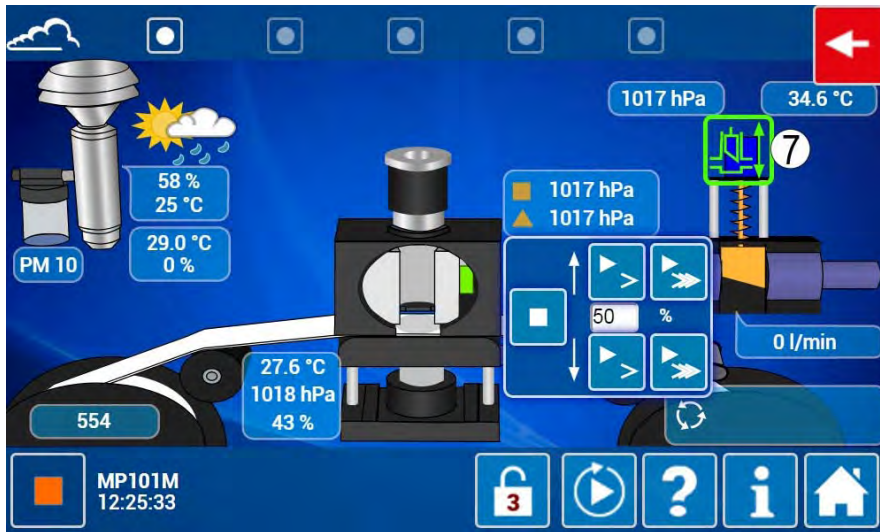 1017 hPa
34.6 °C
7
58 %
25 °C
29.0 °C
0 %
PM 10
1017 hPa
1017 hPa
50 %
0 l/min
27.6 °C
1018 hPa
43 %
554
MP101M
12:25:33
3
?
i